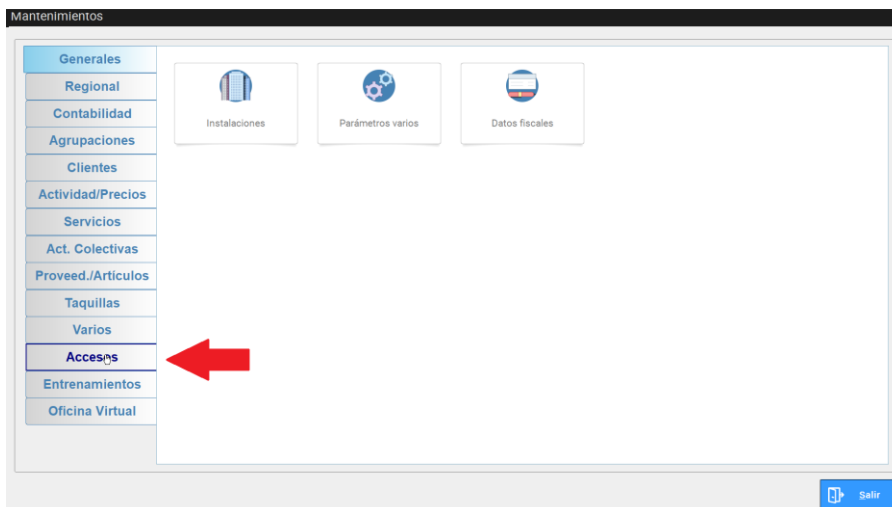 Mantenimientos
Generales
Regional
Contabilidad
Agrupaciones
Clientes
Actividad/Precios
Servicios
Act. Colectivas
Proveed./Artículos
Taquillas
Varios
Accesos
Entrenamientos
Oficina Virtual
Instalaciones
Parámetros varios
Datos fiscales
Salir